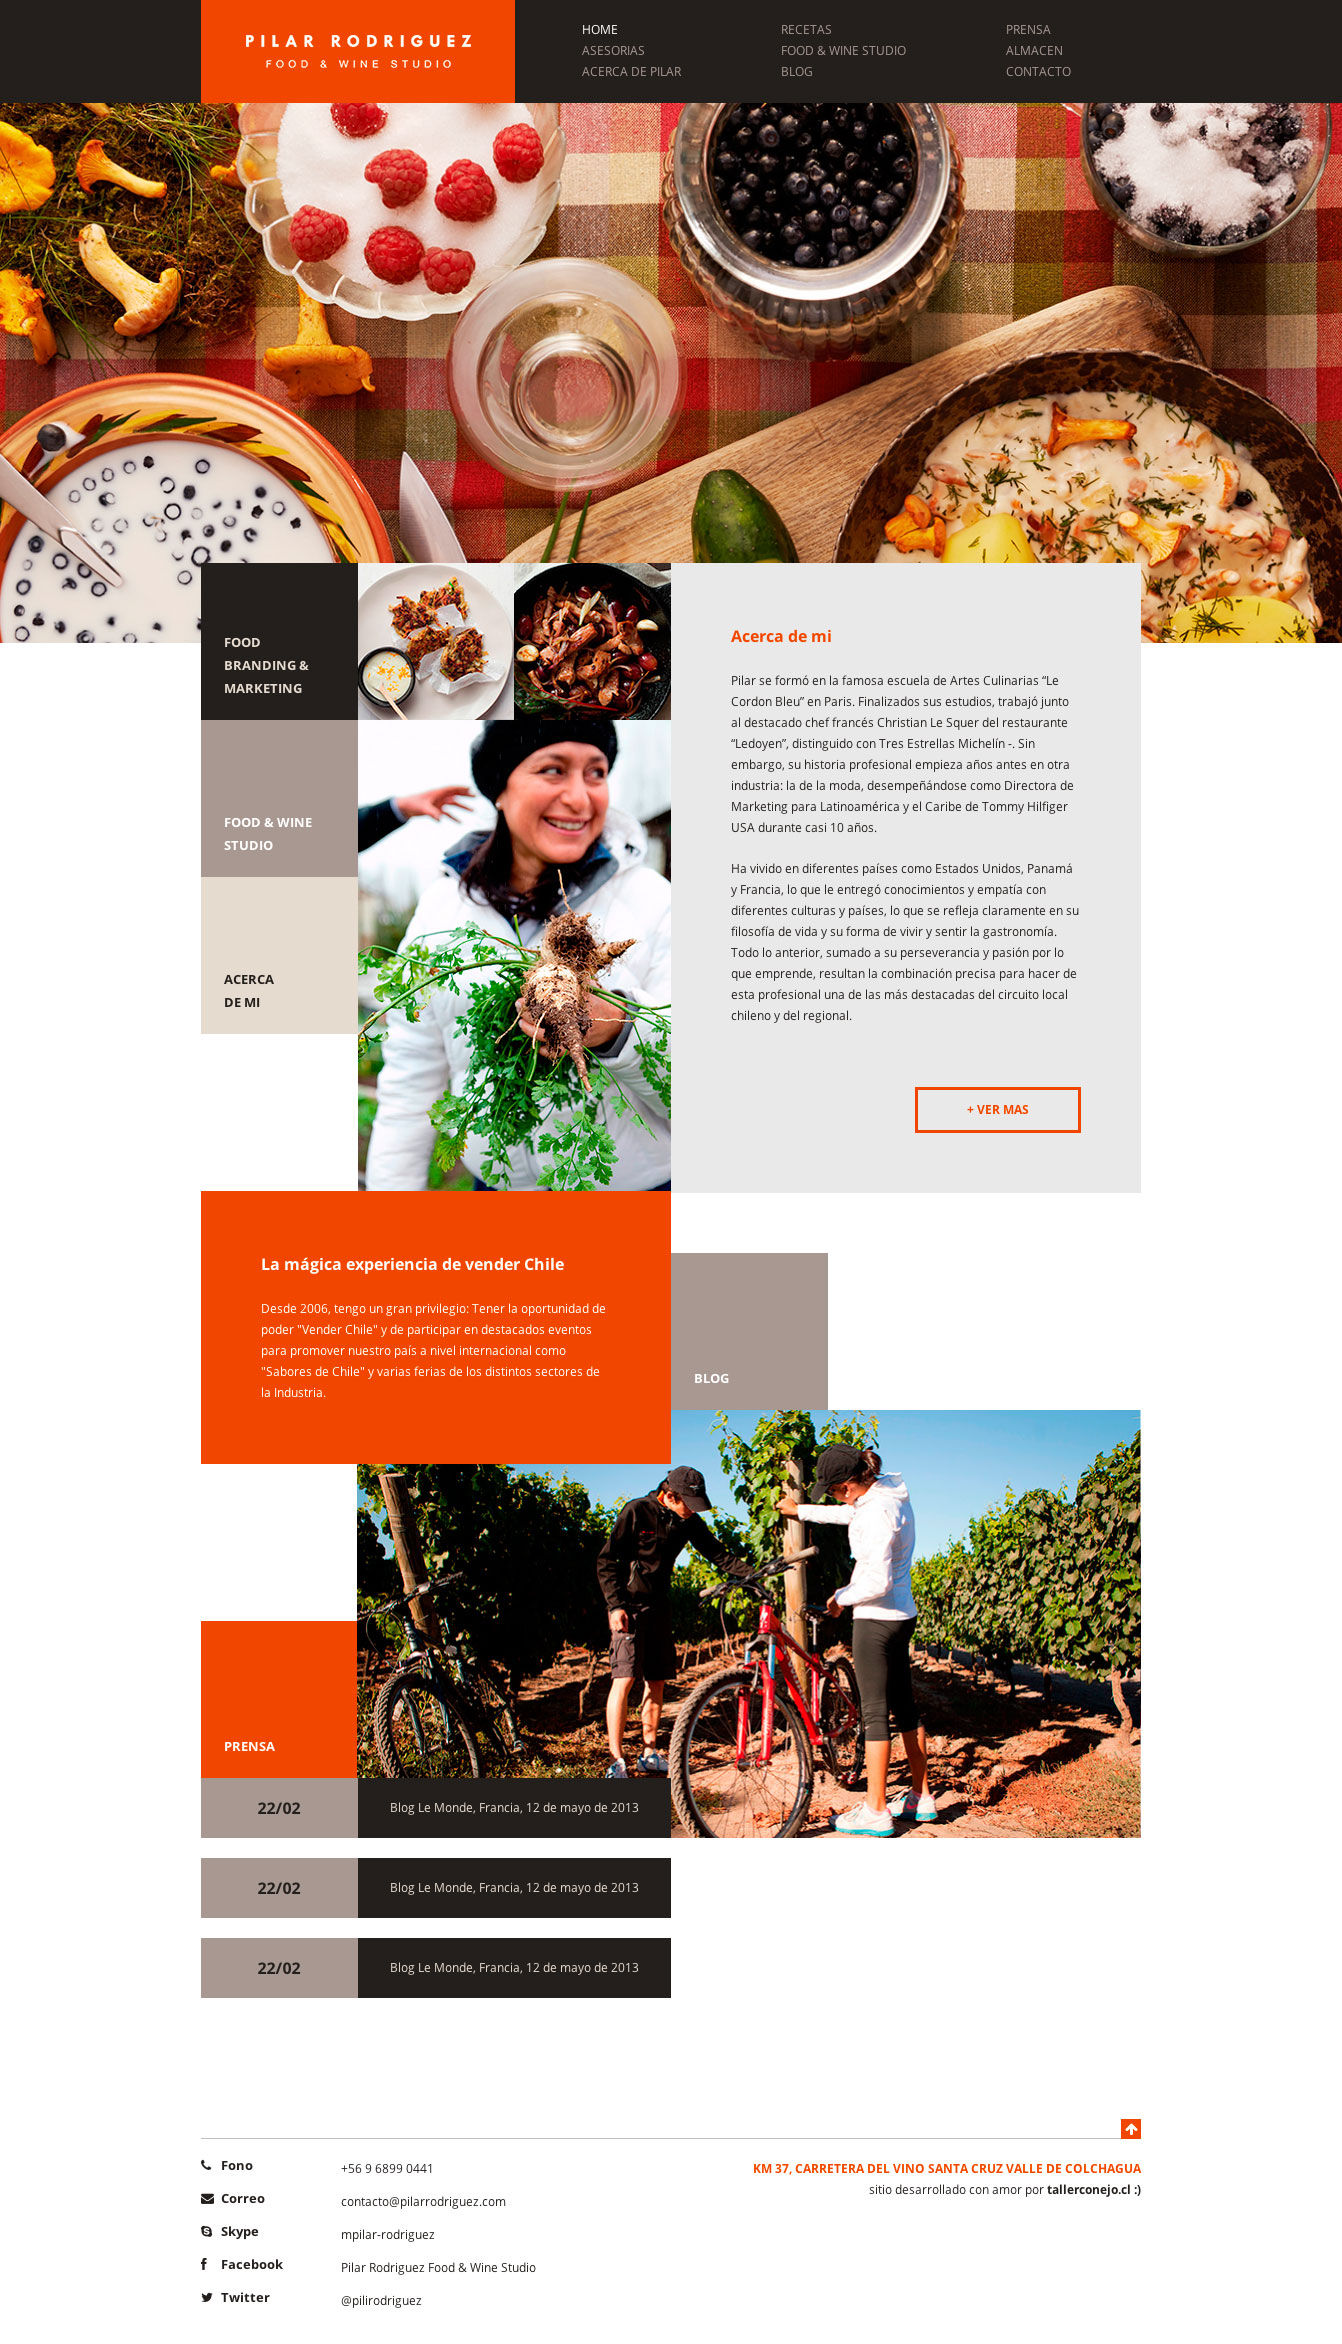 PILAR RODRIGUEZ
FOOD & WINE STUDIO
HOME
ASESORIAS
ACERCA DE PILAR
RECETAS
FOOD & WINE STUDIO
BLOG
PRENSA
ALMACEN
CONTACTO
FOOD
BRANDING &
MARKETING
FOOD & WINE
STUDIO
ACERCA
DE MI
Acerca de mi
Pilar se formó en la famosa escuela de Artes Culinarias “Le
Cordon Bleu” en Paris. Finalizados sus estudios, trabajó junto
al destacado chef francés Christian Le Squer del restaurante
“Ledoyen”, distinguido con Tres Estrellas Michelín -. Sin
embargo, su historia profesional empieza años antes en otra
industria: la de la moda, desempeñándose como Directora de
Marketing para Latinoamérica y el Caribe de Tommy Hilfiger
USA durante casi 10 años.
Ha vivido en diferentes países como Estados Unidos, Panamá
y Francia, lo que le entregó conocimientos y empatía con
diferentes culturas y países, lo que se refleja claramente en su
filosofía de vida y su forma de vivir y sentir la gastronomía.
Todo lo anterior, sumado a su perseverancia y pasión por lo
que emprende, resultan la combinación precisa para hacer de
esta profesional una de las más destacadas del circuito local
chileno y del regional.
+ VER MAS
La mágica experiencia de vender Chile
Desde 2006, tengo un gran privilegio: Tener la oportunidad de
poder "Vender Chile" y de participar en destacados eventos
para promover nuestro país a nivel internacional como
"Sabores de Chile" y varias ferias de los distintos sectores de
la Industria.
BLOG
PRENSA
22/02
Blog Le Monde, Francia, 12 de mayo de 2013
22/02
Blog Le Monde, Francia, 12 de mayo de 2013
22/02
Blog Le Monde, Francia, 12 de mayo de 2013
Fono
+56 9 6899 0441
Correo
contacto@pilarrodriguez.com
Skype
mpilar-rodriguez
Facebook
Pilar Rodriguez Food & Wine Studio
Twitter
@pilirodriguez
KM 37, CARRETERA DEL VINO SANTA CRUZ VALLE DE COLCHAGUA
sitio desarrollado con amor por tallerconejo.cl :)